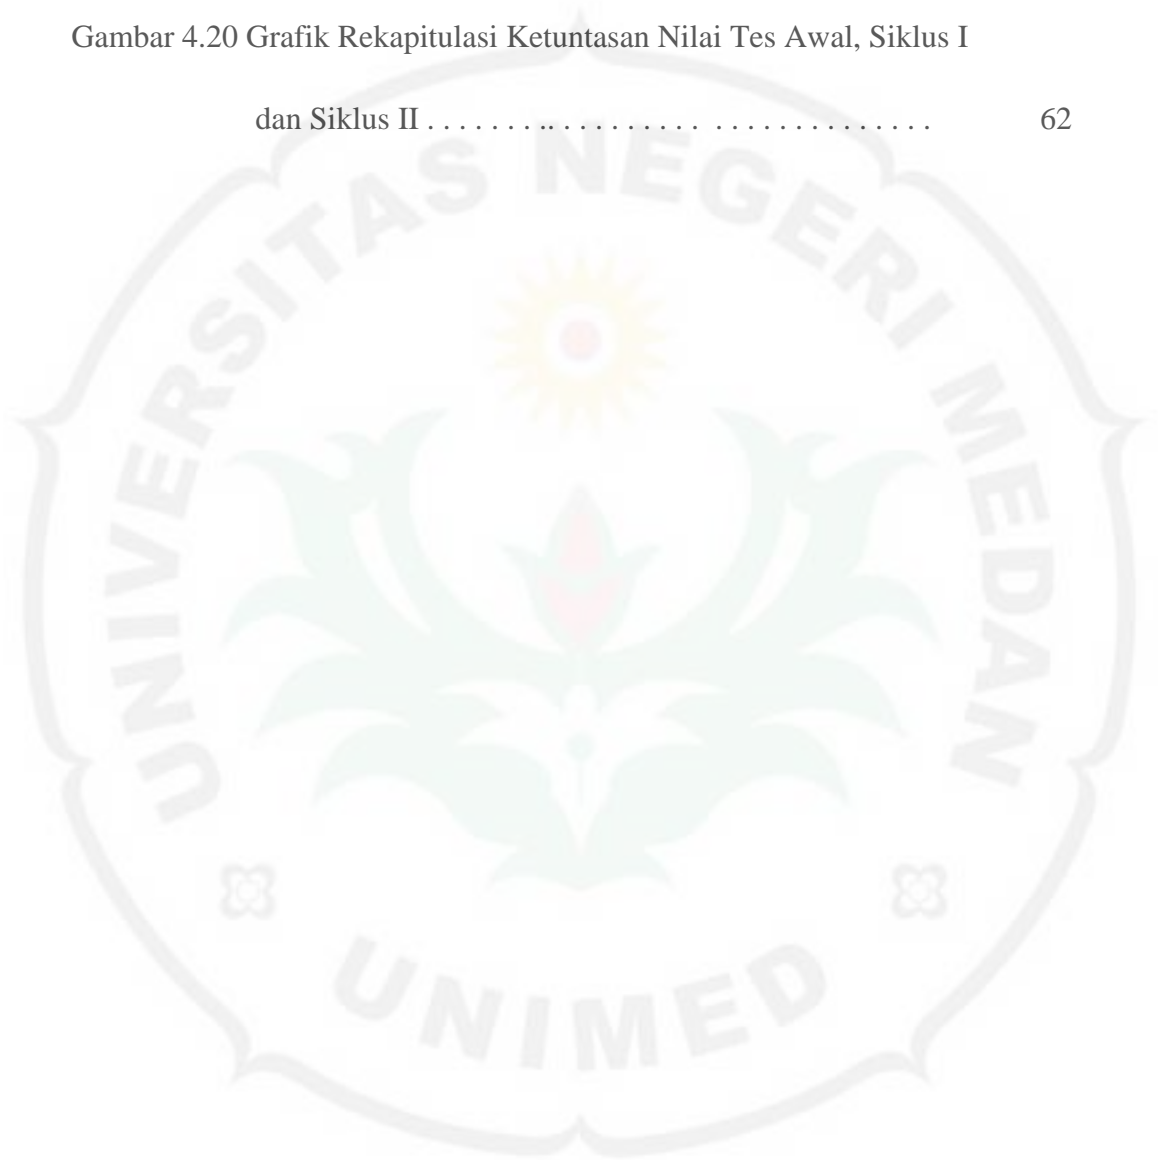 Gambar 4.20 Grafik Rekapitulasi Ketuntasan Nilai Tes Awal, Siklus I
dan Siklus II . . . . . . . .. . . . . . . . . . . . . . . . . . . . . . . . . 62
UNIVERSITAS NEGERI MEDAN
UNIMED